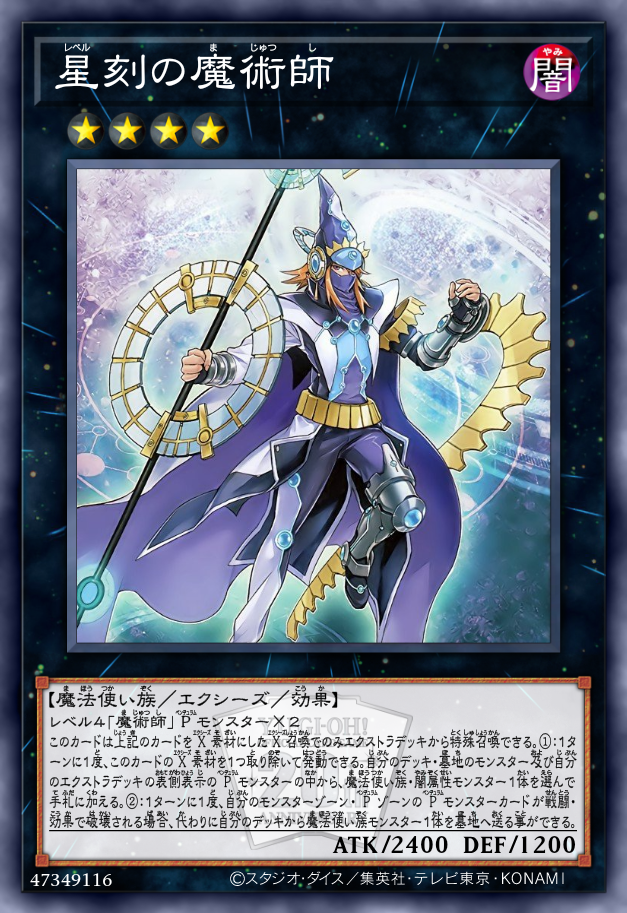 星刻の魔術師
闇
【魔法使い族/エクシーズ/効果】
レベル4「魔術師」Pモンスター×2
このカードは上記のカードをX素材にしたX召喚でのみエクストラデッキから特殊召喚できる。①:1ターンに1度、このカードのX素材を1つ取り除いて発動できる。自分のデッキ・墓地のモンスター及び自分のエクストラデッキの表側表示のPモンスターの中から、魔法使い族・闇属性モンスター1体を選んで手札に加える。②:1ターンに1度、自分のモンスターゾーン・PゾーンのPモンスターカードが戦闘・効果で破壊される場合、代わりに自分のデッキから魔法使い族モンスター1体を墓地へ送る事ができる。
ATK/2400 DEF/1200
47349116 ©スタジオ・ダイス/集英社・テレビ東京・KONAMI